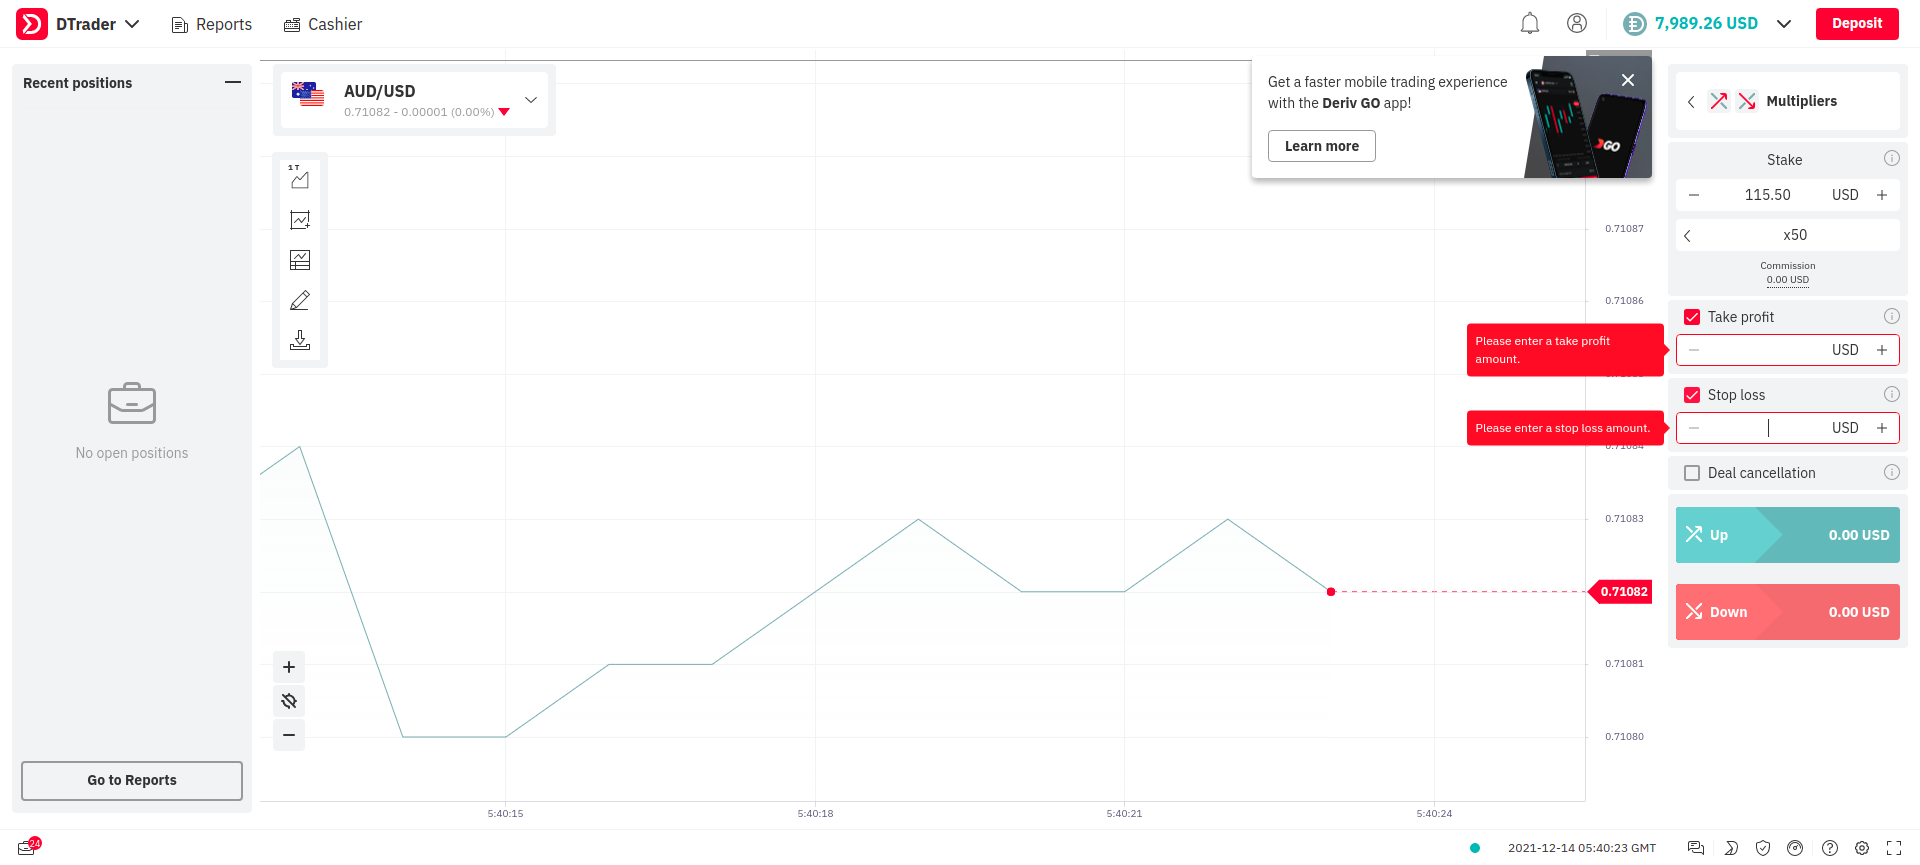 DTrader
Reports
Cashier
7,989.26 USD
Deposit
Recent positions
No open positions
Go to Reports
AUD/USD
0.71082 - 0.00001 (0.00%)
1 T
Get a faster mobile trading experience
with the Deriv GO app!
Learn more
GO
0.71087
0.71086
0.71084
0.71083
0.71082
0.71081
0.71080
5:40:15
5:40:18
5:40:21
5:40:24
Multipliers
Stake
115.50 USD
x50
Commission
0.00 USD
Take profit
USD
Please enter a take profit
amount.
Stop loss
USD
Please enter a stop loss amount.
Deal cancellation
Up 0.00 USD
Down 0.00 USD
24
2021-12-14 05:40:23 GMT